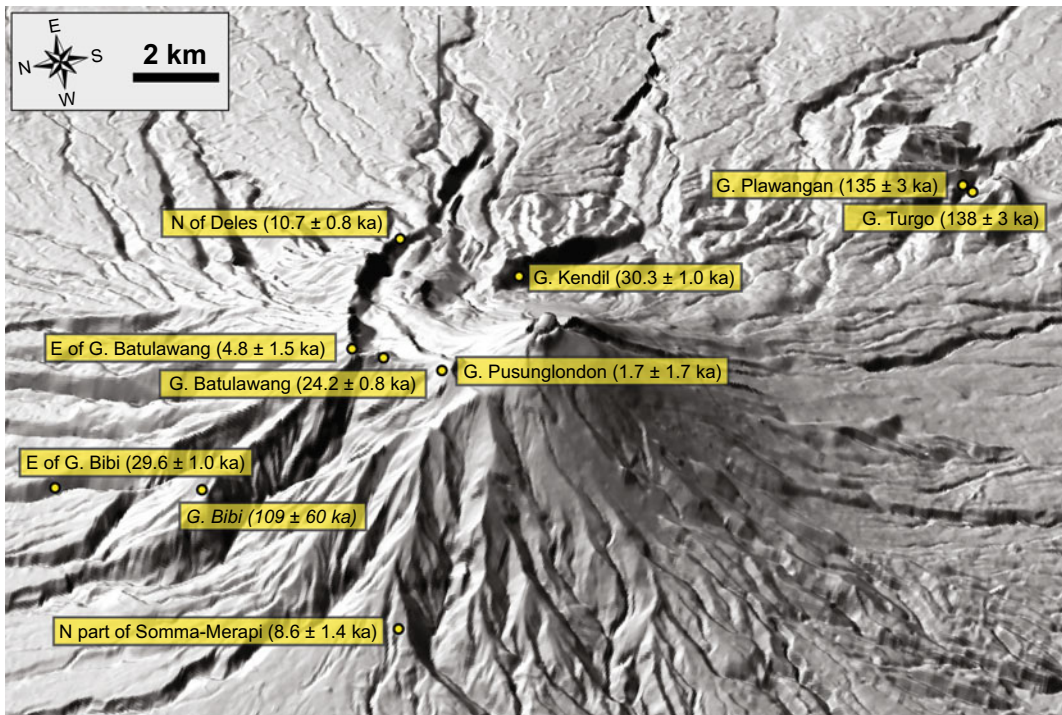 E
N
S
W
2 km
G. Plawangan (135 ± 3 ka)
G. Turgo (138 ± 3 ka)
N of Deles (10.7 ± 0.8 ka)
G. Kendil (30.3 ± 1.0 ka)
E of G. Batulawang (4.8 ± 1.5 ka)
G. Batulawang (24.2 ± 0.8 ka)
G. Pusunglondon (1.7 ± 1.7 ka)
E of G. Bibi (29.6 ± 1.0 ka)
G. Bibi (109 ± 60 ka)
N part of Somma-Merapi (8.6 ± 1.4 ka)